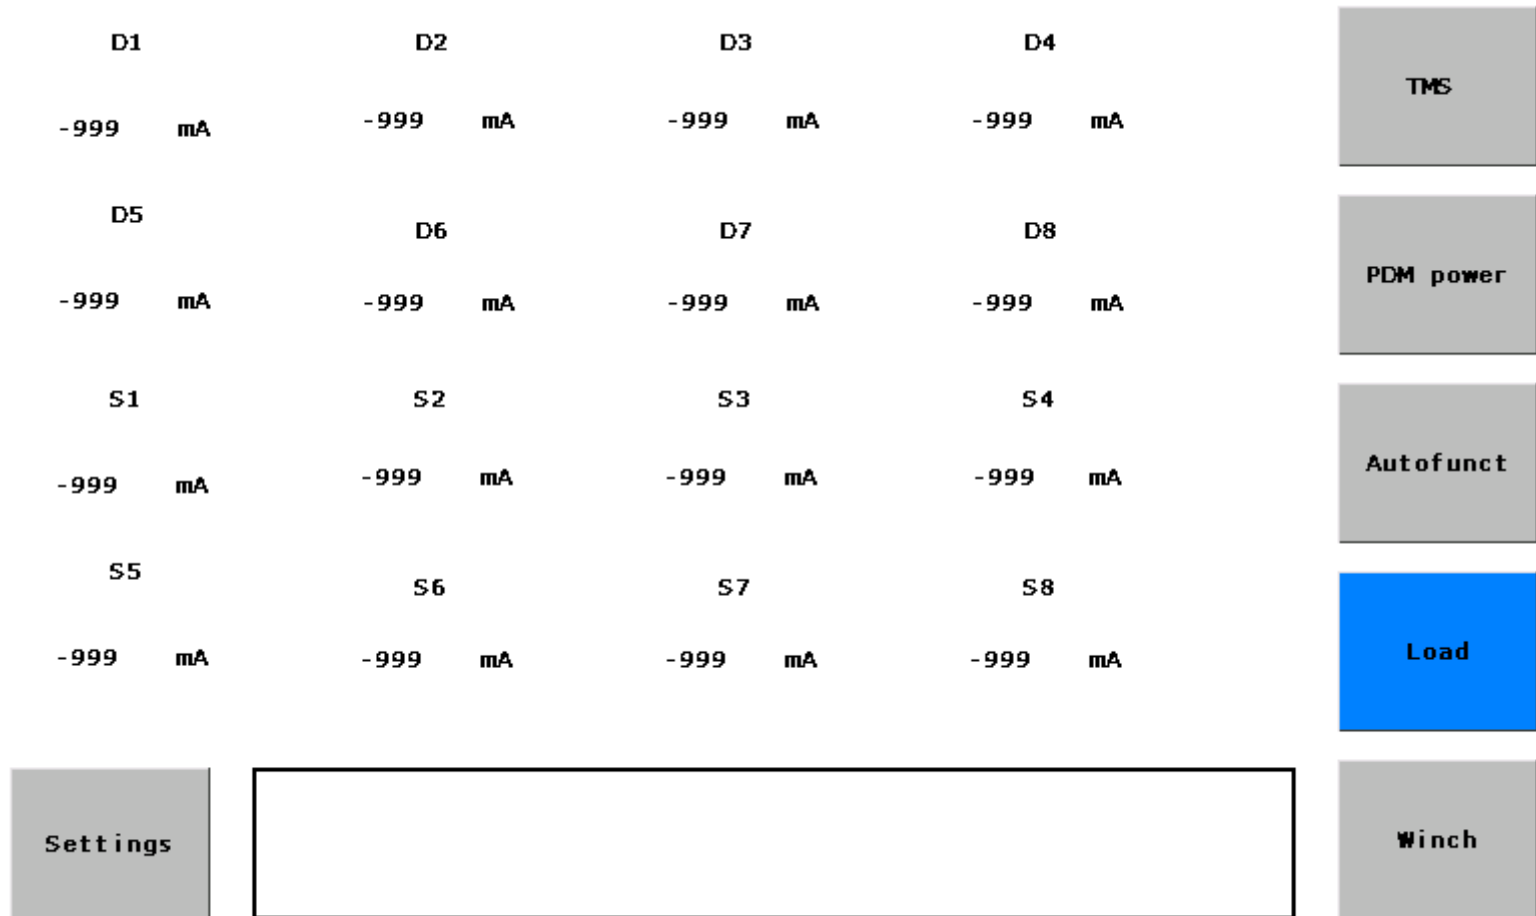 D1 D2 D3 D4
TMS
-999 mA -999 mA -999 mA -999 mA
D5 D6 D7 D8
PDM power
-999 mA -999 mA -999 mA -999 mA
S1 S2 S3 S4
Autofunct
-999 mA -999 mA -999 mA -999 mA
S5 S6 S7 S8
Load
-999 mA -999 mA -999 mA -999 mA
Settings
Winch